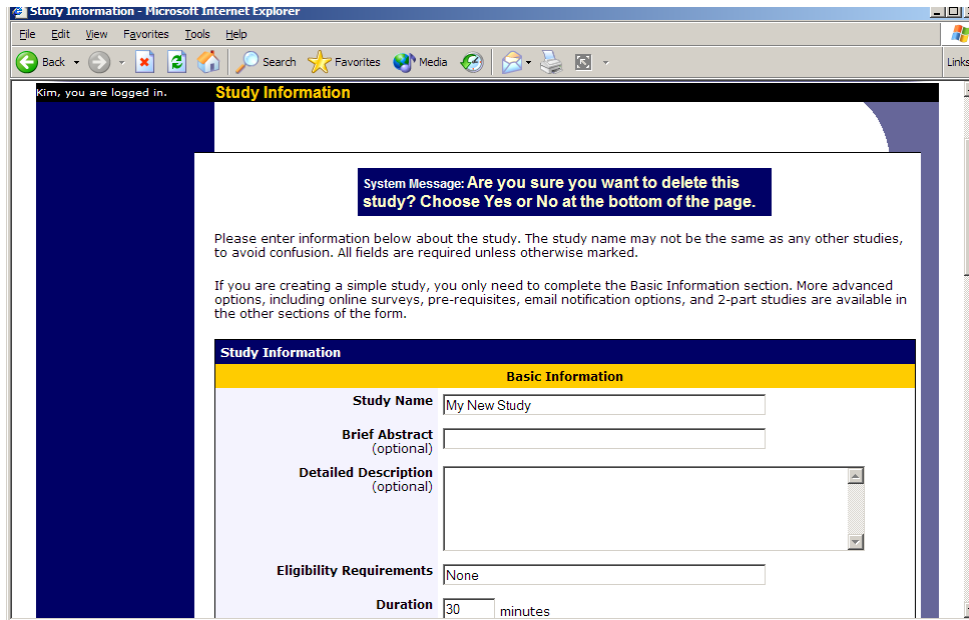 Study Information - Microsoft Internet Explorer
File Edit View Favorites Tools Help
Back Search Favorites Media Links
Kim, you are logged in. Study Information
System Message: Are you sure you want to delete this
study? Choose Yes or No at the bottom of the page.
Please enter information below about the study. The study name may not be the same as any other studies,
to avoid confusion. All fields are required unless otherwise marked.
If you are creating a simple study, you only need to complete the Basic Information section. More advanced
options, including online surveys, pre-requisites, email notification options, and 2-part studies are available in
the other sections of the form.
Study Information
Basic Information
Study Name My New Study
Brief Abstract
(optional)
Detailed Description
(optional)
Eligibility Requirements None
Duration 30 minutes